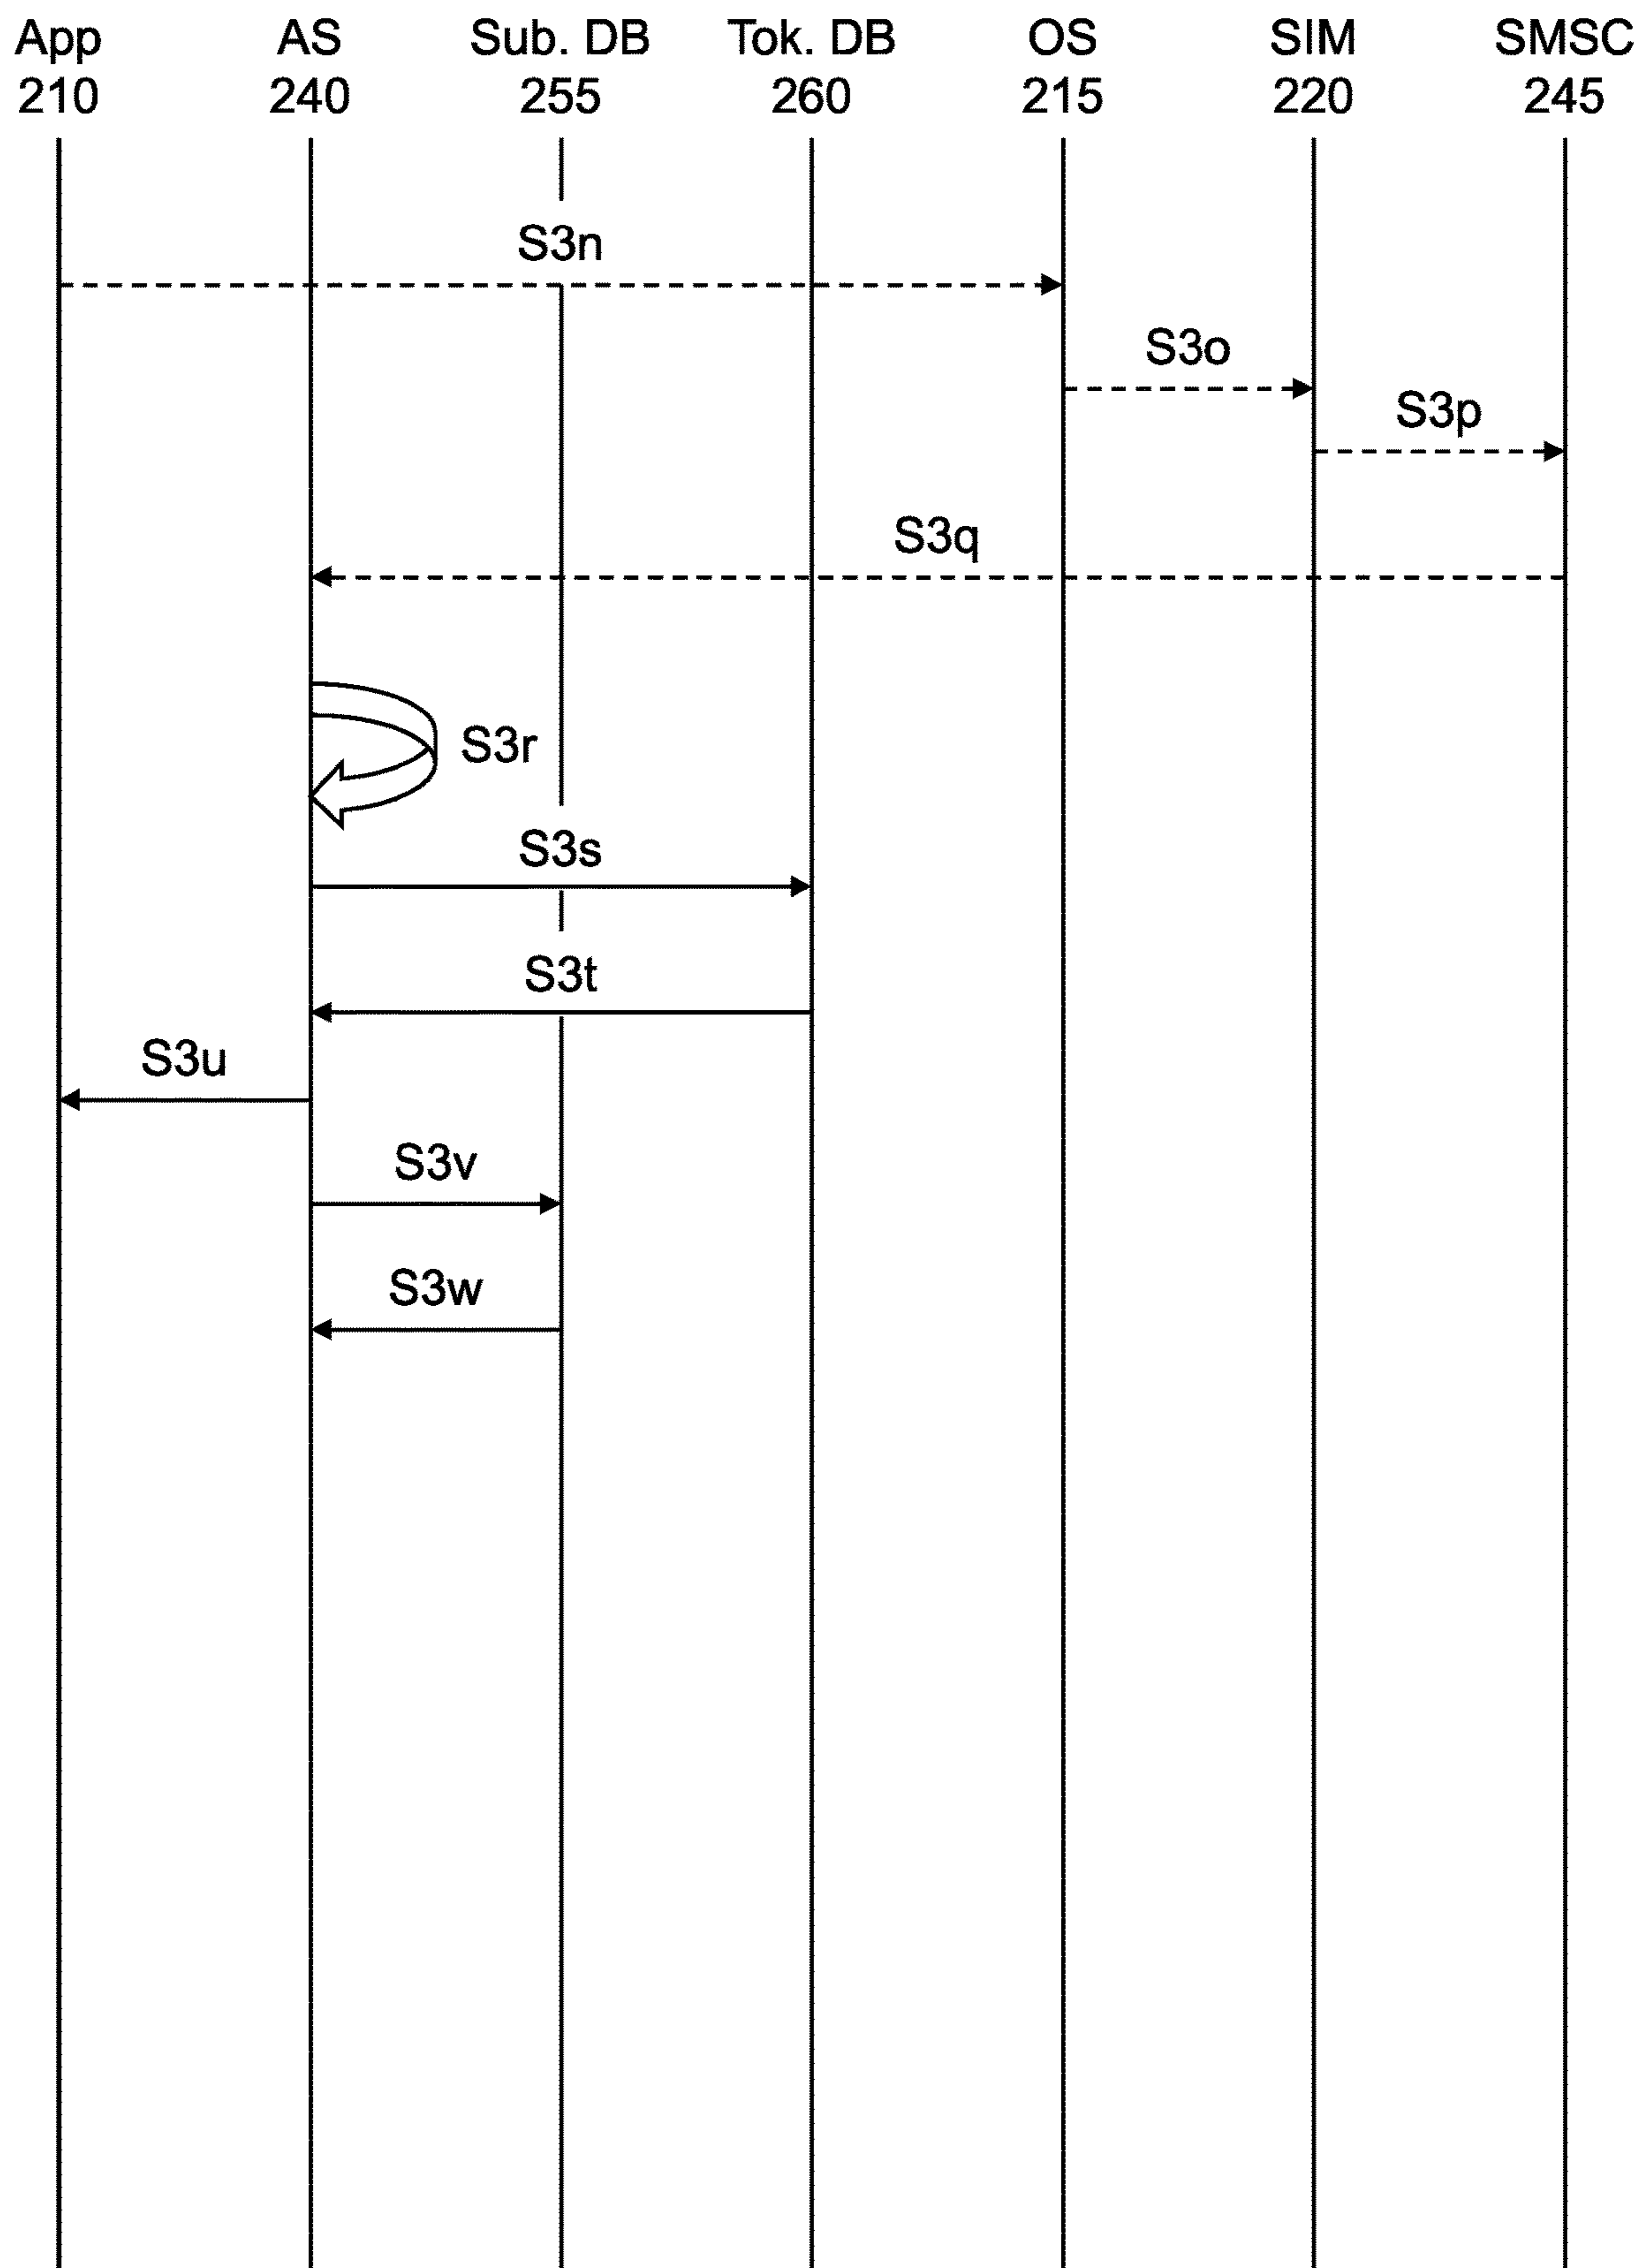 App AS Sub. DB Tok. DB OS SIM SMSC
210 240 255 260 215 220 245
S3n
S3o
S3p
S3q
S3r
S3s
S3t
S3u
S3v
S3w